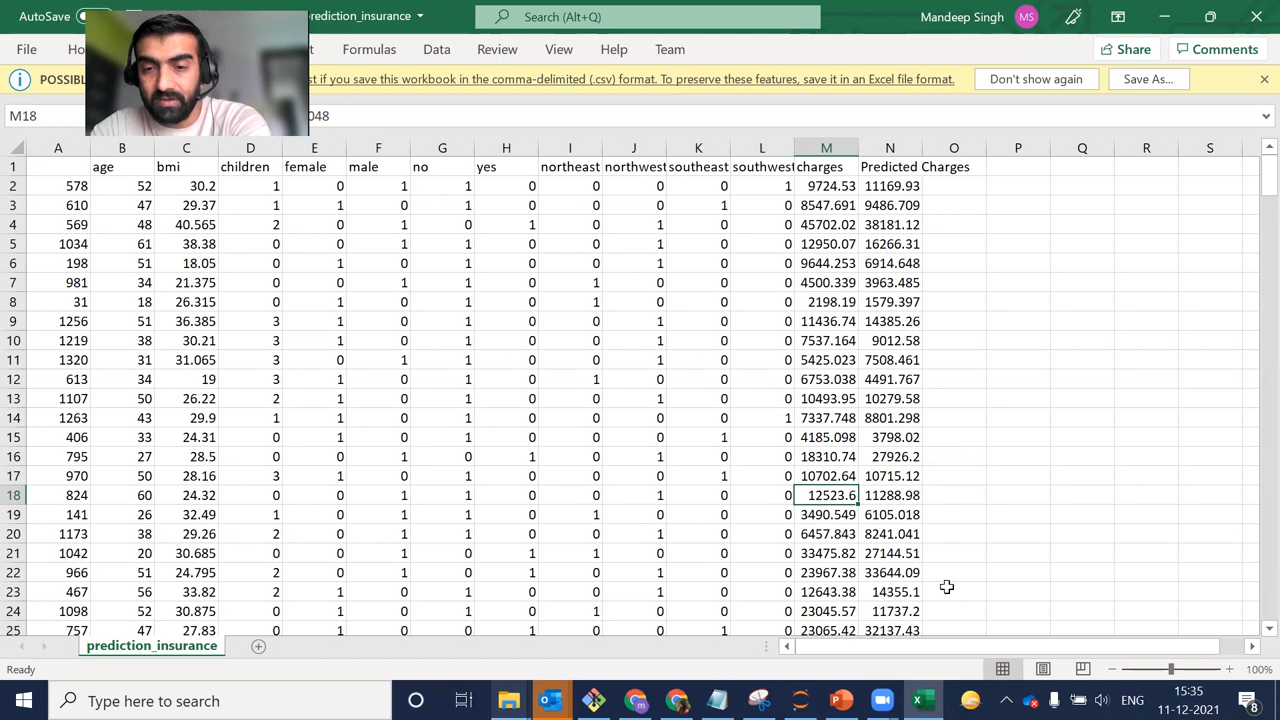 AutoSave
prediction_insurance
Search (Alt+Q)
Mandeep Singh
MS
File
Formulas
Data
Review
View
Help
Team
Share
Comments
if you save this workbook in the comma-delimited (.csv) format. To preserve these features, save it in an Excel file format.
Don't show again
Save As...
M18
048
A B C D E F G H I J K L M N O P Q R S
1 age bmi children female male no yes northeast northwest southeast southwest charges Predicted Charges
2 578 52 30.2 1 0 1 1 0 0 0 0 1 9724.53 11169.93
3 610 47 29.37 1 1 0 1 0 0 0 1 0 8547.691 9486.709
4 569 48 40.565 2 0 1 0 1 0 1 0 0 45702.02 38181.12
5 1034 61 38.38 0 0 1 1 0 0 1 0 0 12950.07 16266.31
6 198 51 18.05 0 1 0 1 0 0 1 0 0 9644.253 6914.648
7 981 34 21.375 0 0 1 1 0 1 0 0 0 4500.339 3963.485
8 31 18 26.315 0 1 0 1 0 1 0 0 0 2198.19 1579.397
9 1256 51 36.385 3 1 0 1 0 0 1 0 0 11436.74 14385.26
10 1219 38 30.21 3 1 0 1 0 0 1 0 0 7537.164 9012.58
11 1320 31 31.065 3 0 1 1 0 0 1 0 0 5425.023 7508.461
12 613 34 19 3 1 0 1 0 1 0 0 0 6753.038 4491.767
13 1107 50 26.22 2 0 1 1 0 0 1 0 0 10493.95 10279.58
14 1263 43 29.9 1 1 0 1 0 0 0 0 1 7337.748 8801.298
15 406 33 24.31 0 1 0 1 0 0 0 1 0 4185.098 3798.02
16 795 27 28.5 0 0 1 0 1 0 1 0 0 18310.74 27926.2
17 970 50 28.16 3 1 0 1 0 0 0 1 0 10702.64 10715.12
18 824 60 24.32 0 0 1 1 0 0 1 0 0 12523.6 11288.98
19 141 26 32.49 1 0 1 1 0 1 0 0 0 3490.549 6105.018
20 1173 38 29.26 2 0 1 1 0 0 1 0 0 6457.843 8241.041
21 1042 20 30.685 0 0 1 0 1 1 0 0 0 33475.82 27144.51
22 966 51 24.795 2 0 1 0 1 0 1 0 0 23967.38 33644.09
23 467 56 33.82 2 1 0 1 0 0 1 0 0 12643.38 14355.1
24 1098 52 30.875 0 1 0 1 0 1 0 0 0 23045.57 11737.2
25 757 47 27.83 0 1 0 0 1 0 0 1 0 23065.42 32137.43
prediction_insurance
Ready
100%
Type here to search
ENG
15:35
11-12-2021
8